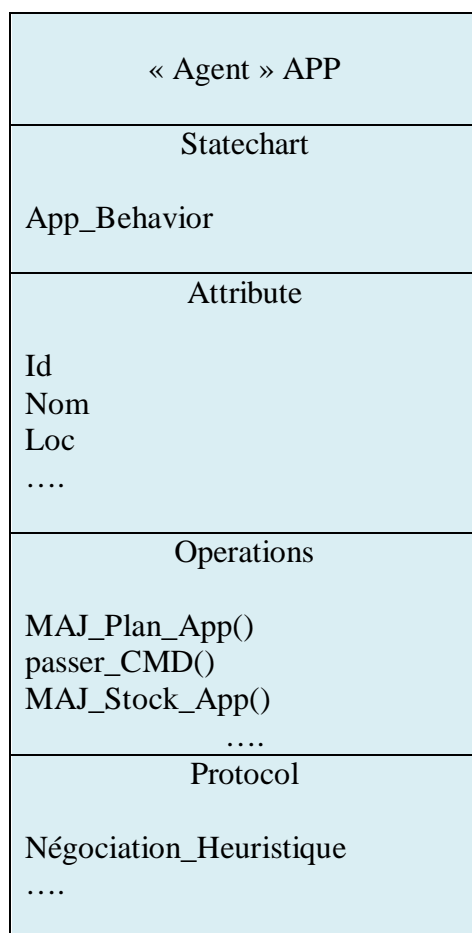 « Agent » APP
Statechart
App_Behavior
Attribute
Id
Nom
Loc
….
Operations
MAJ_Plan_App()
passer_CMD()
MAJ_Stock_App()
….
Protocol
Négociation_Heuristique
….